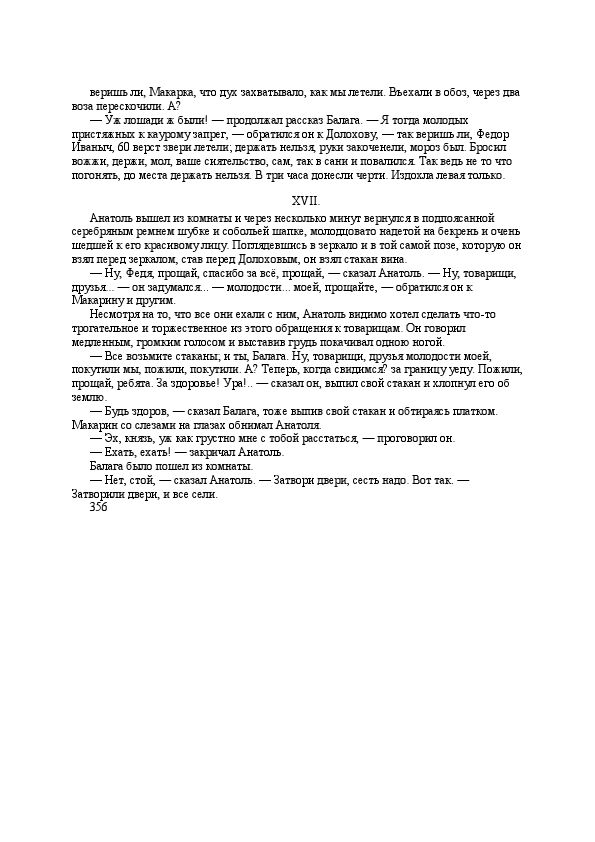 веришь ли, Макарка, что дух захватывало, как мы летели. Въехали в обоз, через два
воза перескочили. А?
— Уж лошади ж были! — продолжал рассказ Балага. — Я тогда молодых
пристяжных к каурому запрег, — обратился он к Долохову, — так веришь ли, Федор
Иваныч, 60 верст звери летели; держать нельзя, руки закоченели, мороз был. Бросил
вожжи, держи, мол, ваше сиятельство, сам, так в сани и повалился. Так ведь не то что
погонять, до места держать нельзя. В три часа донесли черти. Издохла левая только.
XVII.
Анатоль вышел из комнаты и через несколько минут вернулся в подпоясанной
серебряным ремнем шубке и собольей шапке, молодцовато надетой на бекрень и очень
шедшей к его красивому лицу. Поглядевшись в зеркало и в той самой позе, которую он
взял перед зеркалом, став перед Долоховым, он взял стакан вина.
— Ну, Федя, прощай, спасибо за всё, прощай, — сказал Анатоль. — Ну, товарищи,
друзья... — он задумался... — молодости... моей, прощайте, — обратился он к
Макарину и другим.
Несмотря на то, что все они ехали с ним, Анатоль видимо хотел сделать что-то
трогательное и торжественное из этого обращения к товарищам. Он говорил
медленным, громким голосом и выставив грудь покачивал одною ногой.
— Все возьмите стаканы; и ты, Балага. Ну, товарищи, друзья молодости моей,
покутили мы, пожили, покутили. А? Теперь, когда свидимся? за границу уеду. Пожили,
прощай, ребята. За здоровье! Ура!.. — сказал он, выпил свой стакан и хлопнул его об
землю.
— Будь здоров, — сказал Балага, тоже выпив свой стакан и обтираясь платком.
Макарин со слезами на глазах обнимал Анатоля.
— Эх, князь, уж как грустно мне с тобой расстаться, — проговорил он.
— Ехать, ехать! — закричал Анатоль.
Балага было пошел из комнаты.
— Нет, стой, — сказал Анатоль. — Затвори двери, сесть надо. Вот так. —
Затворили двери, и все сели.
356